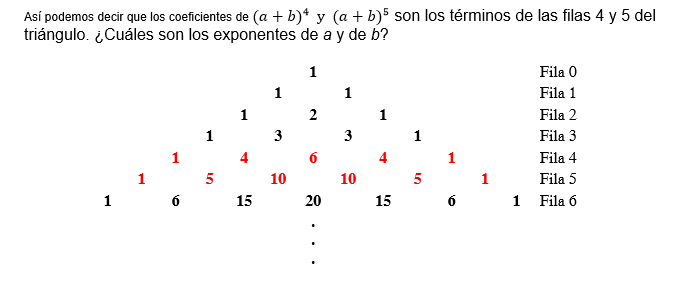 Así podemos decir que los coeficientes de (a + b)⁴ y (a + b)⁵ son los términos de las filas 4 y 5 del
triángulo. ¿Cuáles son los exponentes de a y de b?
1 Fila 0
1 1 Fila 1
1 2 1 Fila 2
1 3 3 1 Fila 3
1 4 6 4 1 Fila 4
1 5 10 10 5 1 Fila 5
1 6 15 20 15 6 1 Fila 6
.
.
.